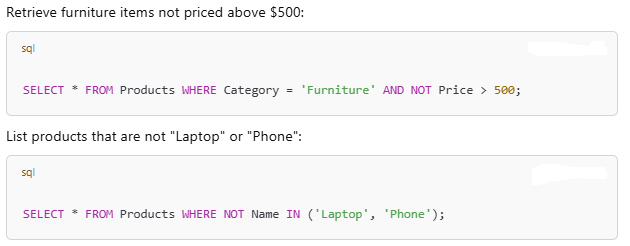 Retrieve furniture items not priced above $500:
sql
SELECT * FROM Products WHERE Category = 'Furniture' AND NOT Price > 500;
List products that are not "Laptop" or "Phone":
sql
SELECT * FROM Products WHERE NOT Name IN ('Laptop', 'Phone');